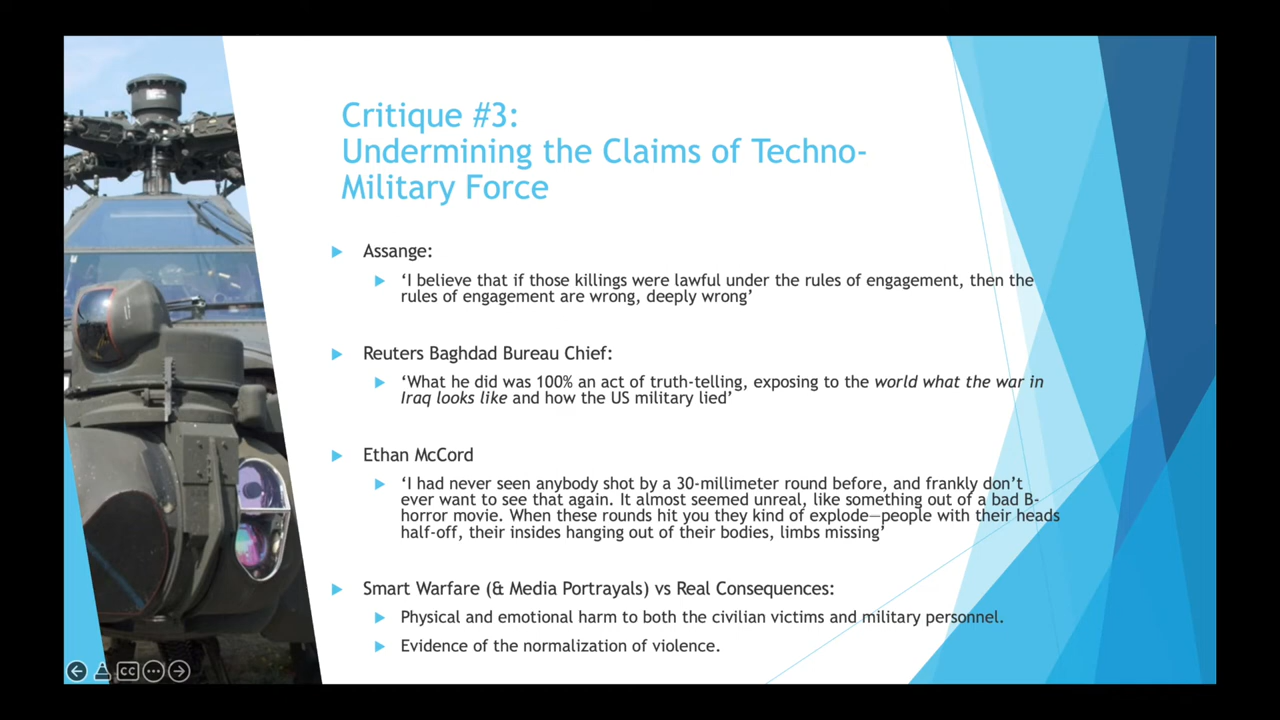 Critique #3:
Undermining the Claims of Techno-
Military Force
Assange:
‘I believe that if those killings were lawful under the rules of engagement, then the
rules of engagement are wrong, deeply wrong’
Reuters Baghdad Bureau Chief:
‘What he did was 100% an act of truth-telling, exposing to the world what the war in
Iraq looks like and how the US military lied’
Ethan McCord
‘I had never seen anybody shot by a 30-millimeter round before, and frankly don’t
ever want to see that again. It almost seemed unreal, like something out of a bad B-
horror movie. When these rounds hit you they kind of explode—people with their heads
half-off, their insides hanging out of their bodies, limbs missing’
Smart Warfare (& Media Portrayals) vs Real Consequences:
Physical and emotional harm to both the civilian victims and military personnel.
Evidence of the normalization of violence.
CC